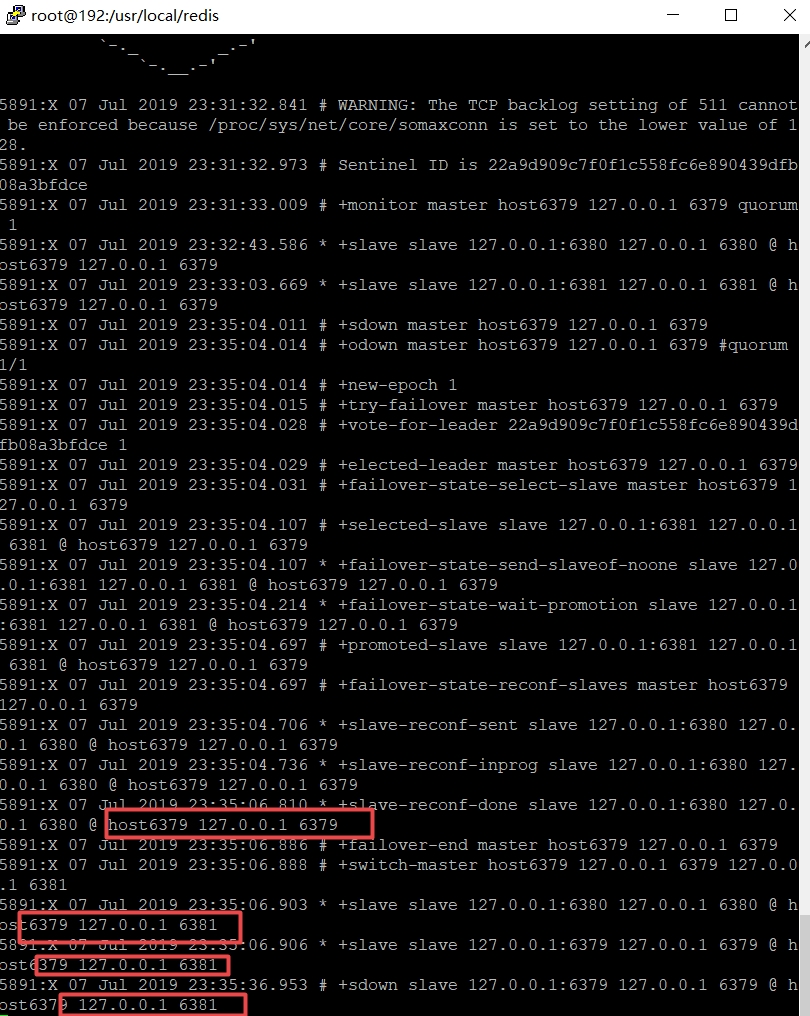 root@192:/usr/local/redis
`-._        _.-'
`-.__.-'
5891:X 07 Jul 2019 23:31:32.841 # WARNING: The TCP backlog setting of 511 cannot
 be enforced because /proc/sys/net/core/somaxconn is set to the lower value of 1
28.
5891:X 07 Jul 2019 23:31:32.973 # Sentinel ID is 22a9d909c7f0f1c558fc6e890439dfb
08a3bfdce
5891:X 07 Jul 2019 23:31:33.009 # +monitor master host6379 127.0.0.1 6379 quorum
 1
5891:X 07 Jul 2019 23:32:43.586 * +slave slave 127.0.0.1:6380 127.0.0.1 6380 @ h
ost6379 127.0.0.1 6379
5891:X 07 Jul 2019 23:33:03.669 * +slave slave 127.0.0.1:6381 127.0.0.1 6381 @ h
ost6379 127.0.0.1 6379
5891:X 07 Jul 2019 23:35:04.011 # +sdown master host6379 127.0.0.1 6379
5891:X 07 Jul 2019 23:35:04.014 # +odown master host6379 127.0.0.1 6379 #quorum
1/1
5891:X 07 Jul 2019 23:35:04.014 # +new-epoch 1
5891:X 07 Jul 2019 23:35:04.015 # +try-failover master host6379 127.0.0.1 6379
5891:X 07 Jul 2019 23:35:04.028 # +vote-for-leader 22a9d909c7f0f1c558fc6e890439d
fb08a3bfdce 1
5891:X 07 Jul 2019 23:35:04.029 # +elected-leader master host6379 127.0.0.1 6379
5891:X 07 Jul 2019 23:35:04.031 # +failover-state-select-slave master host6379 1
27.0.0.1 6379
5891:X 07 Jul 2019 23:35:04.107 # +selected-slave slave 127.0.0.1:6381 127.0.0.1
 6381 @ host6379 127.0.0.1 6379
5891:X 07 Jul 2019 23:35:04.107 * +failover-state-send-slaveof-noone slave 127.0
.0.1:6381 127.0.0.1 6381 @ host6379 127.0.0.1 6379
5891:X 07 Jul 2019 23:35:04.214 * +failover-state-wait-promotion slave 127.0.0.1
:6381 127.0.0.1 6381 @ host6379 127.0.0.1 6379
5891:X 07 Jul 2019 23:35:04.697 # +promoted-slave slave 127.0.0.1:6381 127.0.0.1
 6381 @ host6379 127.0.0.1 6379
5891:X 07 Jul 2019 23:35:04.697 # +failover-state-reconf-slaves master host6379
127.0.0.1 6379
5891:X 07 Jul 2019 23:35:04.706 * +slave-reconf-sent slave 127.0.0.1:6380 127.0.
0.1 6380 @ host6379 127.0.0.1 6379
5891:X 07 Jul 2019 23:35:04.736 * +slave-reconf-inprog slave 127.0.0.1:6380 127.
0.0.1 6380 @ host6379 127.0.0.1 6379
5891:X 07 Jul 2019 23:35:06.810 * +slave-reconf-done slave 127.0.0.1:6380 127.0.
0.1 6380 @ host6379 127.0.0.1 6379
5891:X 07 Jul 2019 23:35:06.886 # +failover-end master host6379 127.0.0.1 6379
5891:X 07 Jul 2019 23:35:06.888 # +switch-master host6379 127.0.0.1 6379 127.0.0
.1 6381
5891:X 07 Jul 2019 23:35:06.903 * +slave slave 127.0.0.1:6380 127.0.0.1 6380 @ h
ost6379 127.0.0.1 6381
5891:X 07 Jul 2019 23:35:06.906 * +slave slave 127.0.0.1:6379 127.0.0.1 6379 @ h
ost6379 127.0.0.1 6381
5891:X 07 Jul 2019 23:35:36.953 # +sdown slave 127.0.0.1:6379 127.0.0.1 6379 @ h
ost6379 127.0.0.1 6381